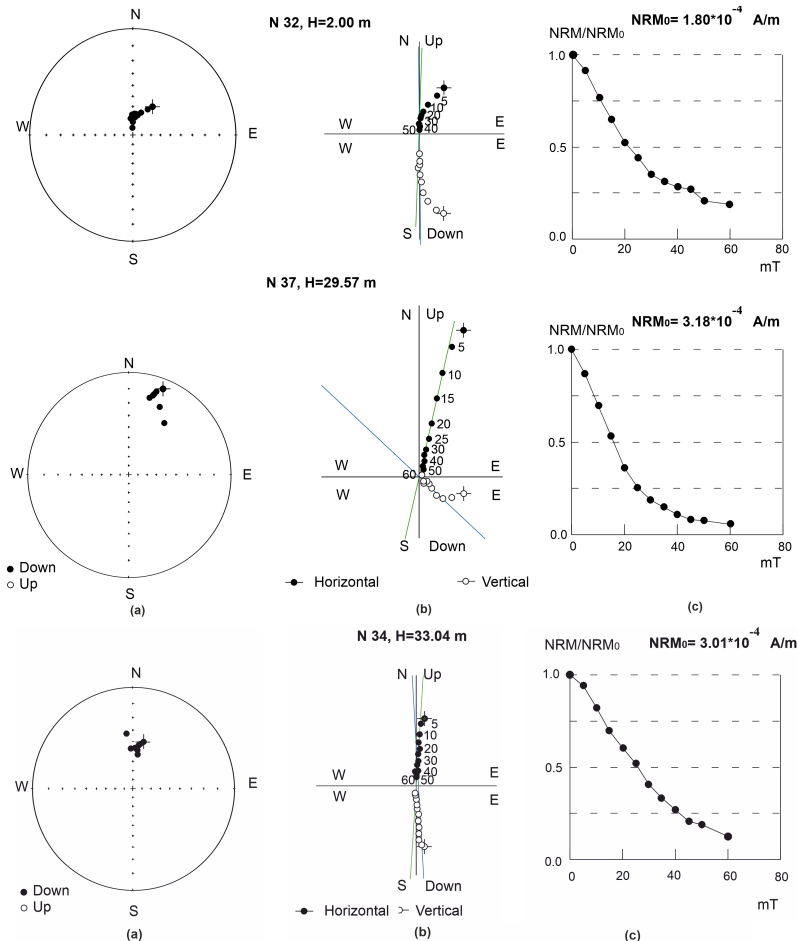 N 32, H=2.00 m
N
W
E
S
N
Up
5
10
20
30
50
40
W
E
W
E
S
Down
NRM₀= 1.80*10⁻⁴ A/m
NRM/NRM₀
1.0
0.5
0.0
0
20
40
60
80
mT
N 37, H=29.57 m
N
W
E
S
Down
Up
(a)
N
Up
5
10
15
20
25
30
40
60
50
W
E
W
E
S
Down
Horizontal
Vertical
(b)
NRM₀= 3.18*10⁻⁴ A/m
NRM/NRM₀
1.0
0.5
0.0
0
20
40
60
80
mT
(c)
N 34, H=33.04 m
N
W
E
S
Down
Up
(a)
N
Up
5
10
20
30
40
60
50
W
E
W
E
S
Down
Horizontal
Vertical
(b)
NRM/NRM₀
NRM₀= 3.01*10⁻⁴ A/m
1.0
0.5
0.0
0
20
40
60
80
mT
(c)